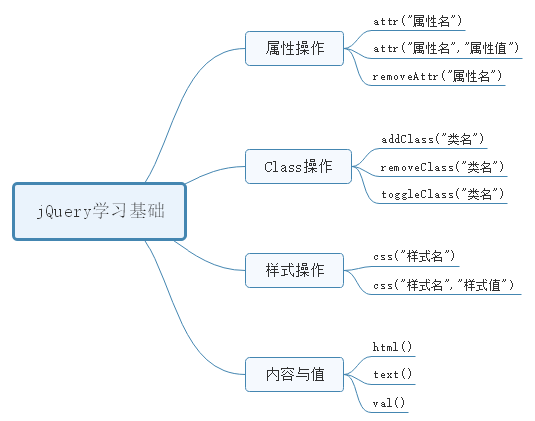 jQuery学习基础
属性操作
attr("属性名")
attr("属性名","属性值")
removeAttr("属性名")
Class操作
addClass("类名")
removeClass("类名")
toggleClass("类名")
样式操作
css("样式名")
css("样式名","样式值")
内容与值
html()
text()
val()